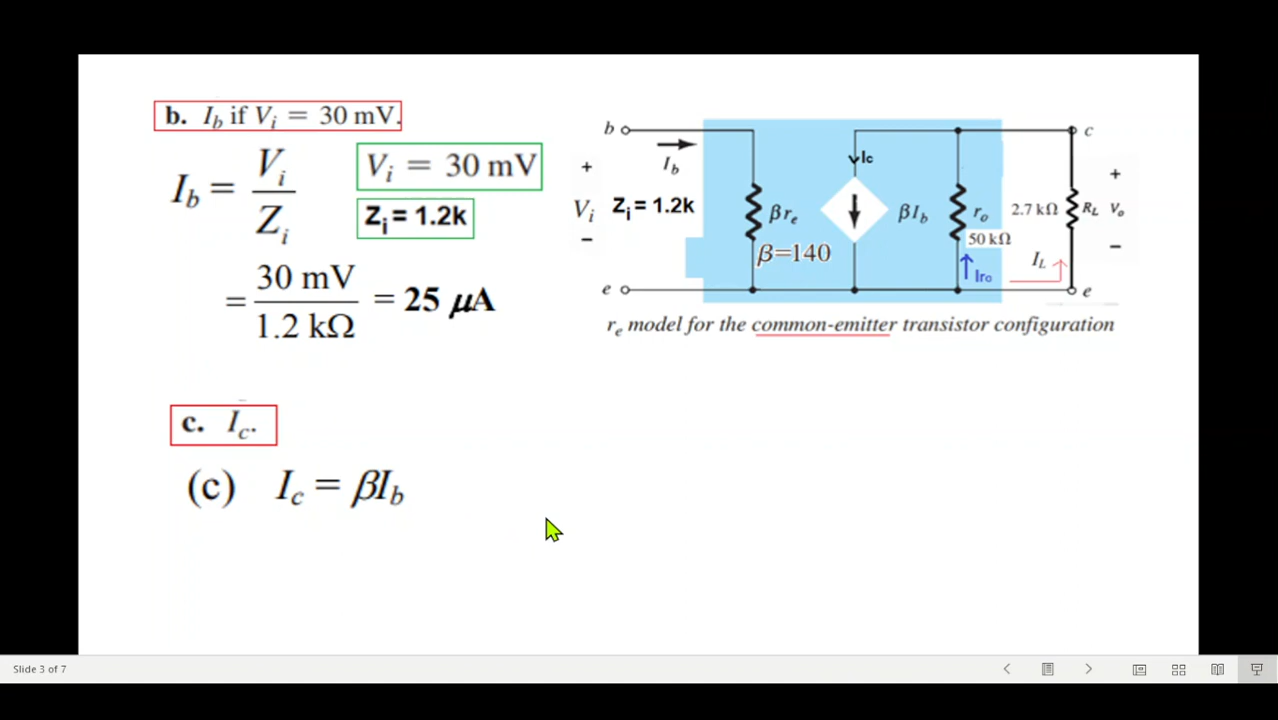 b. I_b if V_i = 30 mV.
I_b = V_i / Z_i
V_i = 30 mV
Z_i = 1.2k
= 30 mV / 1.2 kΩ = 25 μA
b
I_b
+
V_i
−
Z_i = 1.2k
e
βr_e
β=140
Ic
βI_b
r_o
50 kΩ
Iro
2.7 kΩ
R_L
I_L
c
+
V_o
−
e
r_e model for the common-emitter transistor configuration
c. I_c.
(c) I_c = βI_b
Slide 3 of 7